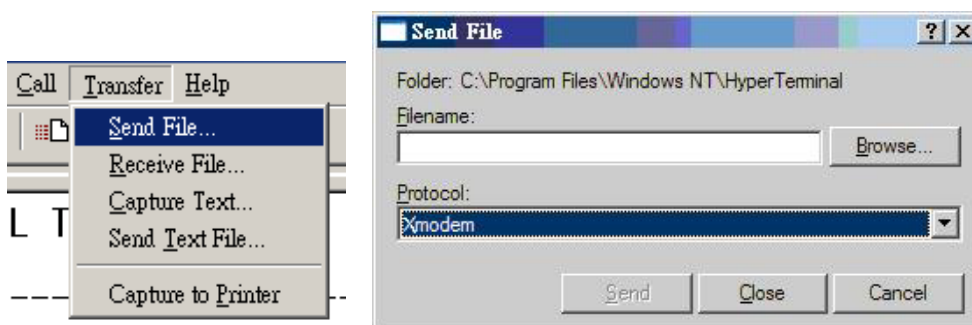 Call Transfer Help
Send File...
Receive File...
Capture Text...
Send Text File...
Capture to Printer
L T
Send File
Folder: C:\Program Files\Windows NT\HyperTerminal
Filename:
Browse...
Protocol:
Xmodem
Send Close Cancel